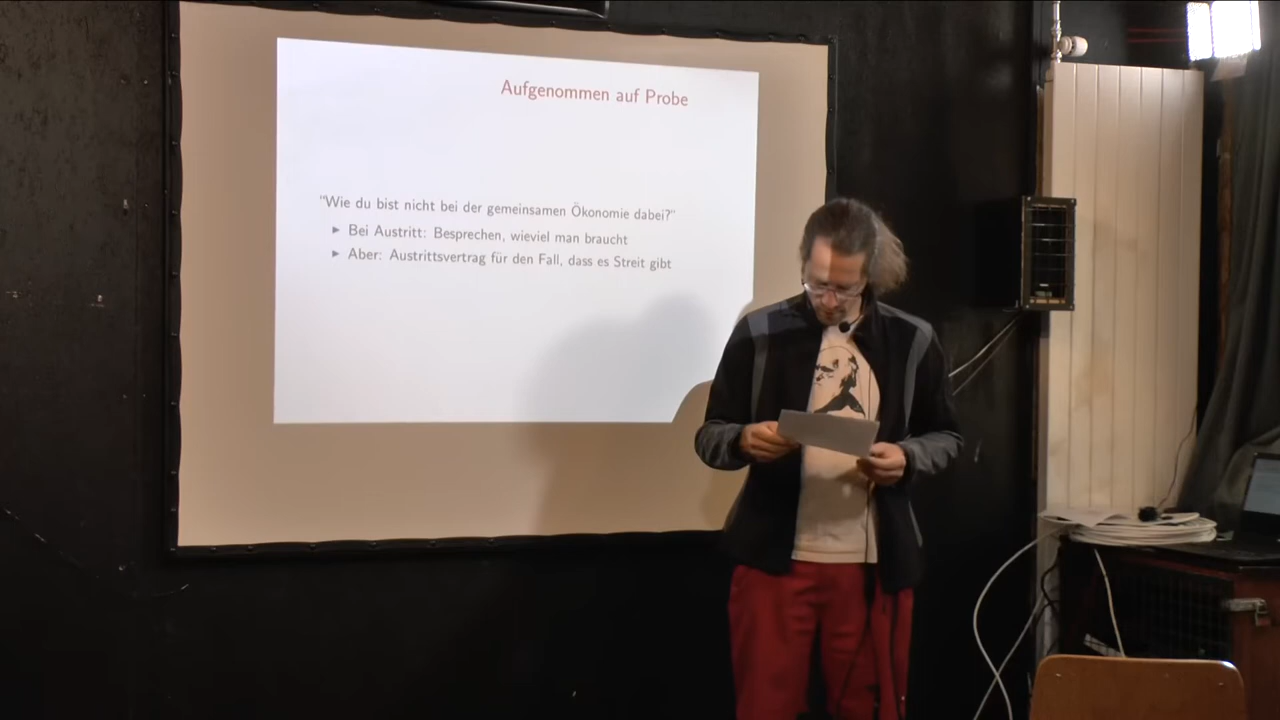 Aufgenommen auf Probe
"Wie du bist nicht bei der gemeinsamen Ökonomie dabei?"
▶ Bei Austritt: Besprechen, wieviel man braucht
▶ Aber: Austrittsvertrag für den Fall, dass es Streit gibt